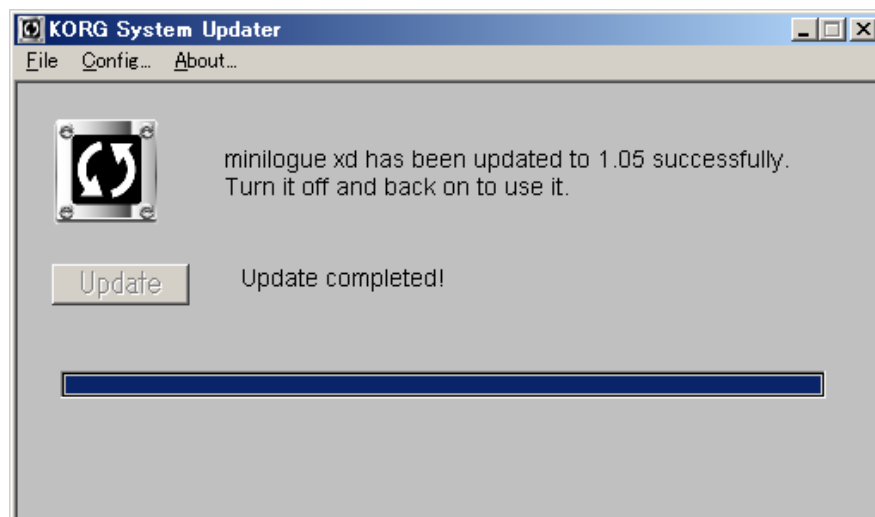 KORG System Updater
File Config... About...
minilogue xd has been updated to 1.05 successfully.
Turn it off and back on to use it.
Update Update completed!